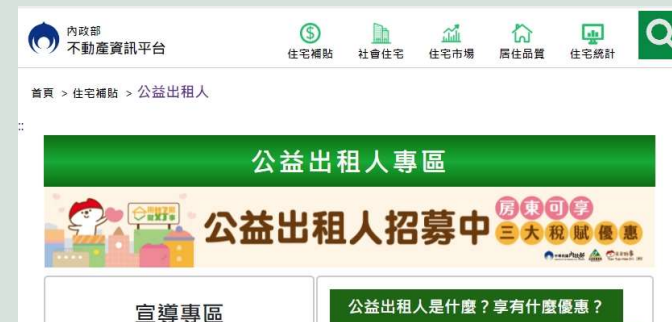 內政部
不動產資訊平台
住宅補貼
社會住宅
住宅市場
居住品質
住宅統計
首頁 > 住宅補貼 > 公益出租人
::
公益出租人專區
公益出租人招募中
房東可享
三大稅賦優惠
宣導專區
公益出租人是什麼？享有什麼優惠？